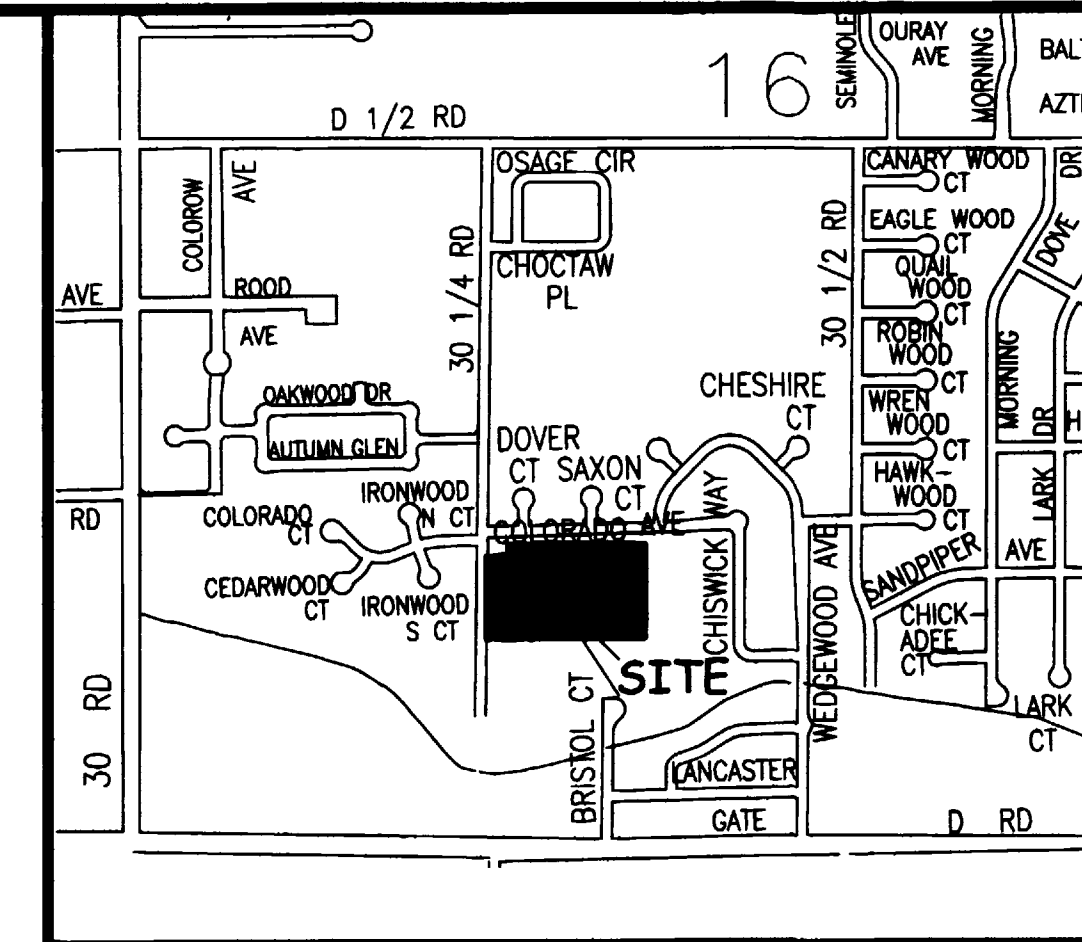 OURAY
AVE
SEMINOLE
MORNING
16
D 1/2 RD
COLOROW
AVE
OSAGE CIR
CHOCTAW
PL
30 1/4 RD
30 1/2 RD
CANARY WOOD
CT
EAGLE WOOD
CT
QUAIL
WOOD
CT
ROBIN
WOOD
CT
WREN
WOOD
CT
HAWK-
WOOD
CT
DR
DOVE
MORNING
DR
LARK
AVE
ROOD
AVE
OAKWOOD DR
AUTUMN GLEN
CHESHIRE
CT
DOVER
CT
SAXON
CT
IRONWOOD
N CT
COLORADO
CT
RD
COLORADO AVE
CHISWICK WAY
WEDGEWOOD AVE
SANDPIPER
AVE
CEDARWOOD
CT
IRONWOOD
S CT
CHICK-
ADEE
CT
SITE
BRISTOL CT
30 RD
LARK
CT
LANCASTER
GATE
D RD